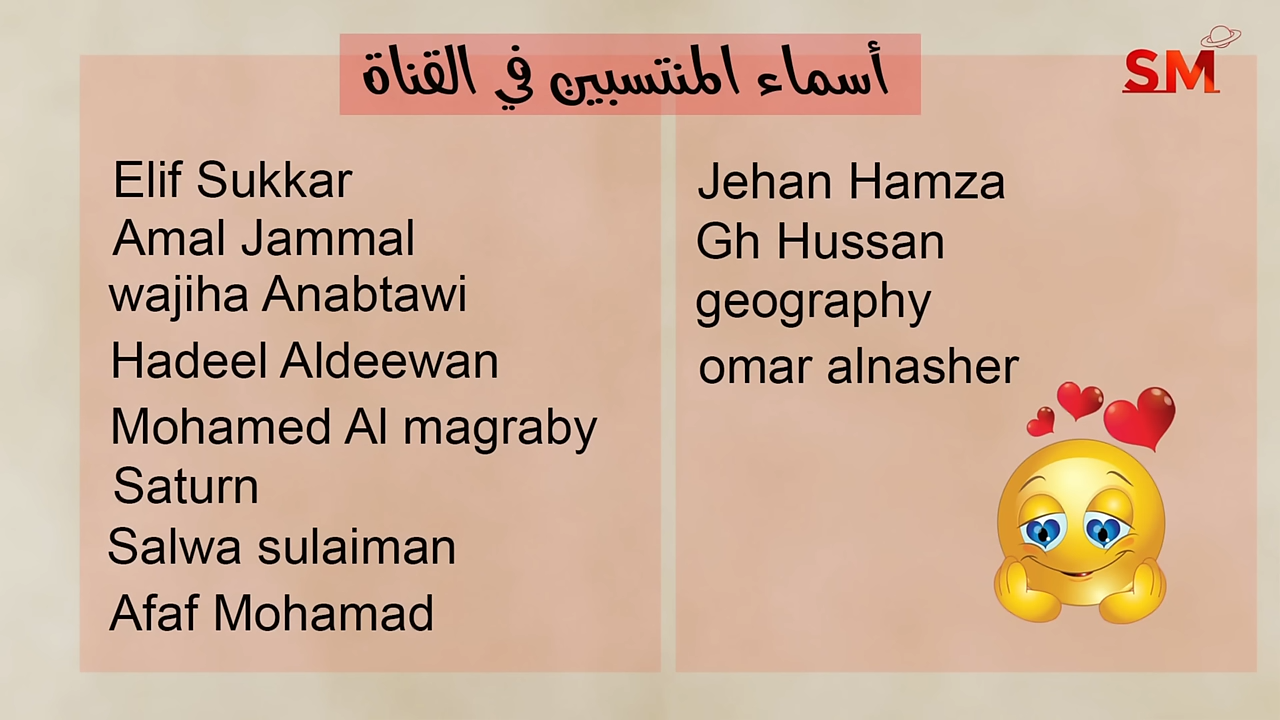 أسماء المنتسبين في القناة
SM
Elif Sukkar
Amal Jammal
wajiha Anabtawi
Hadeel Aldeewan
Mohamed Al magraby
Saturn
Salwa sulaiman
Afaf Mohamad
Jehan Hamza
Gh Hussan
geography
omar alnasher